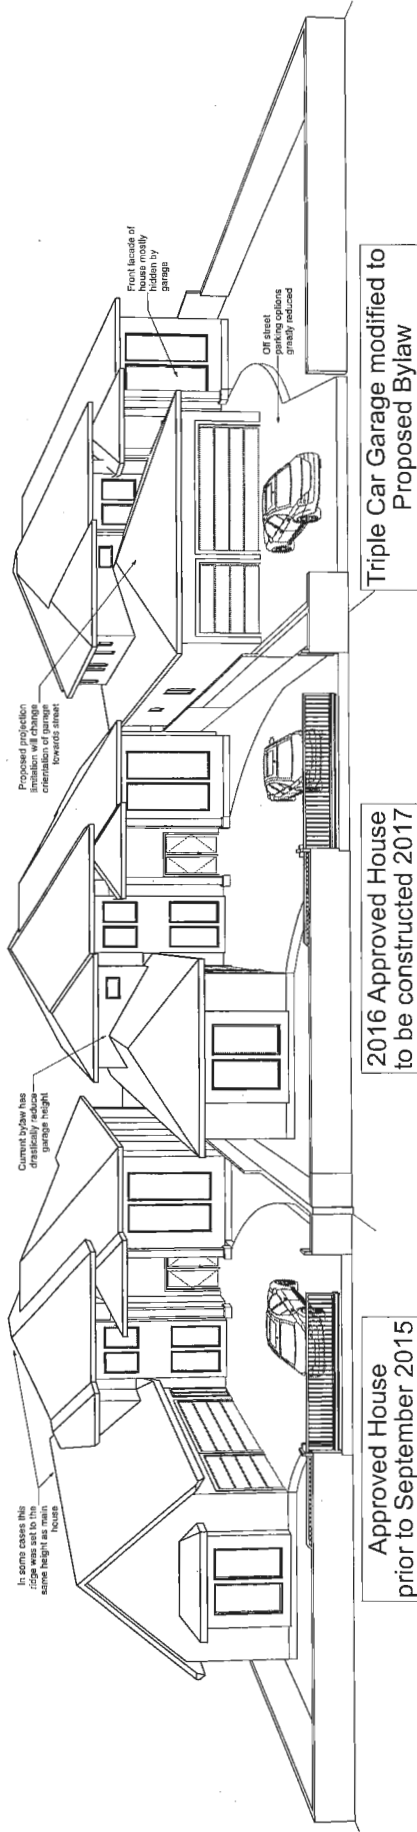 In some cases this
ridge was set to the
same height as main
house
Current bylaw has
drastically reduce
garage height
Proposed projection
limitation will change
orientation of garage
towards street
Front facade of
house mostly
hidden by
garage
Off street
parking options
greatly reduced
Approved House
prior to September 2015
2016 Approved House
to be constructed 2017
Triple Car Garage modified to
Proposed Bylaw